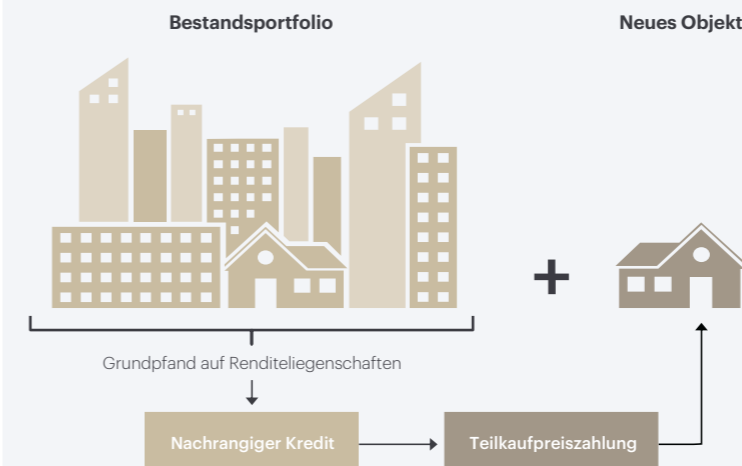 Bestandsportfolio
Neues Objekt
+
Grundpfand auf Renditeliegenschaften
Nachrangiger Kredit
Teilkaufpreiszahlung